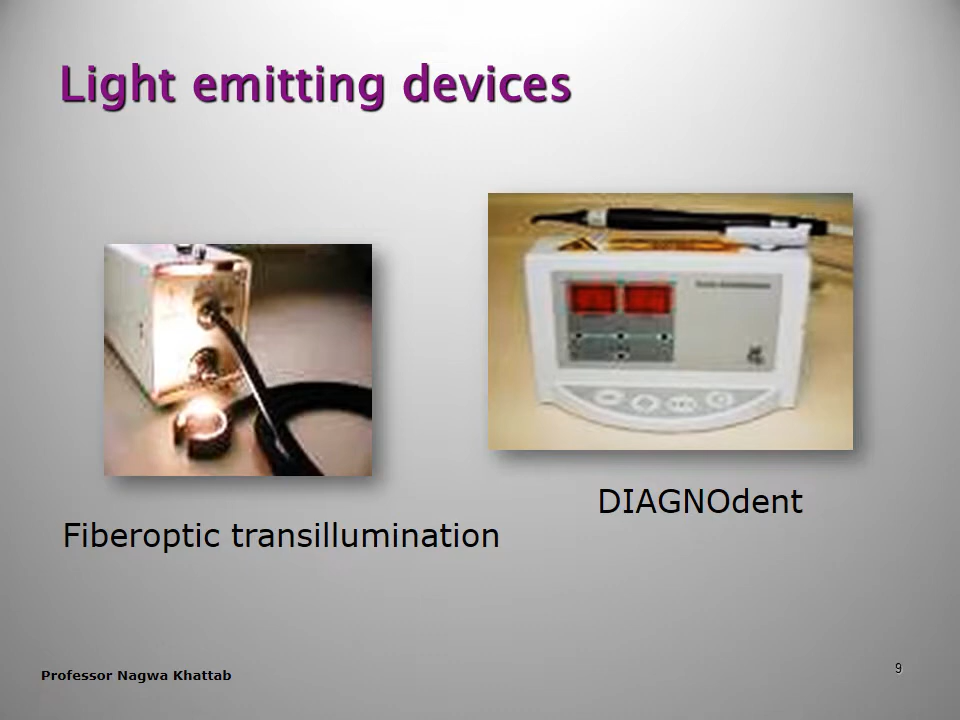 Light emitting devices
DIAGNOdent
Fiberoptic transillumination
Professor Nagwa Khattab
9